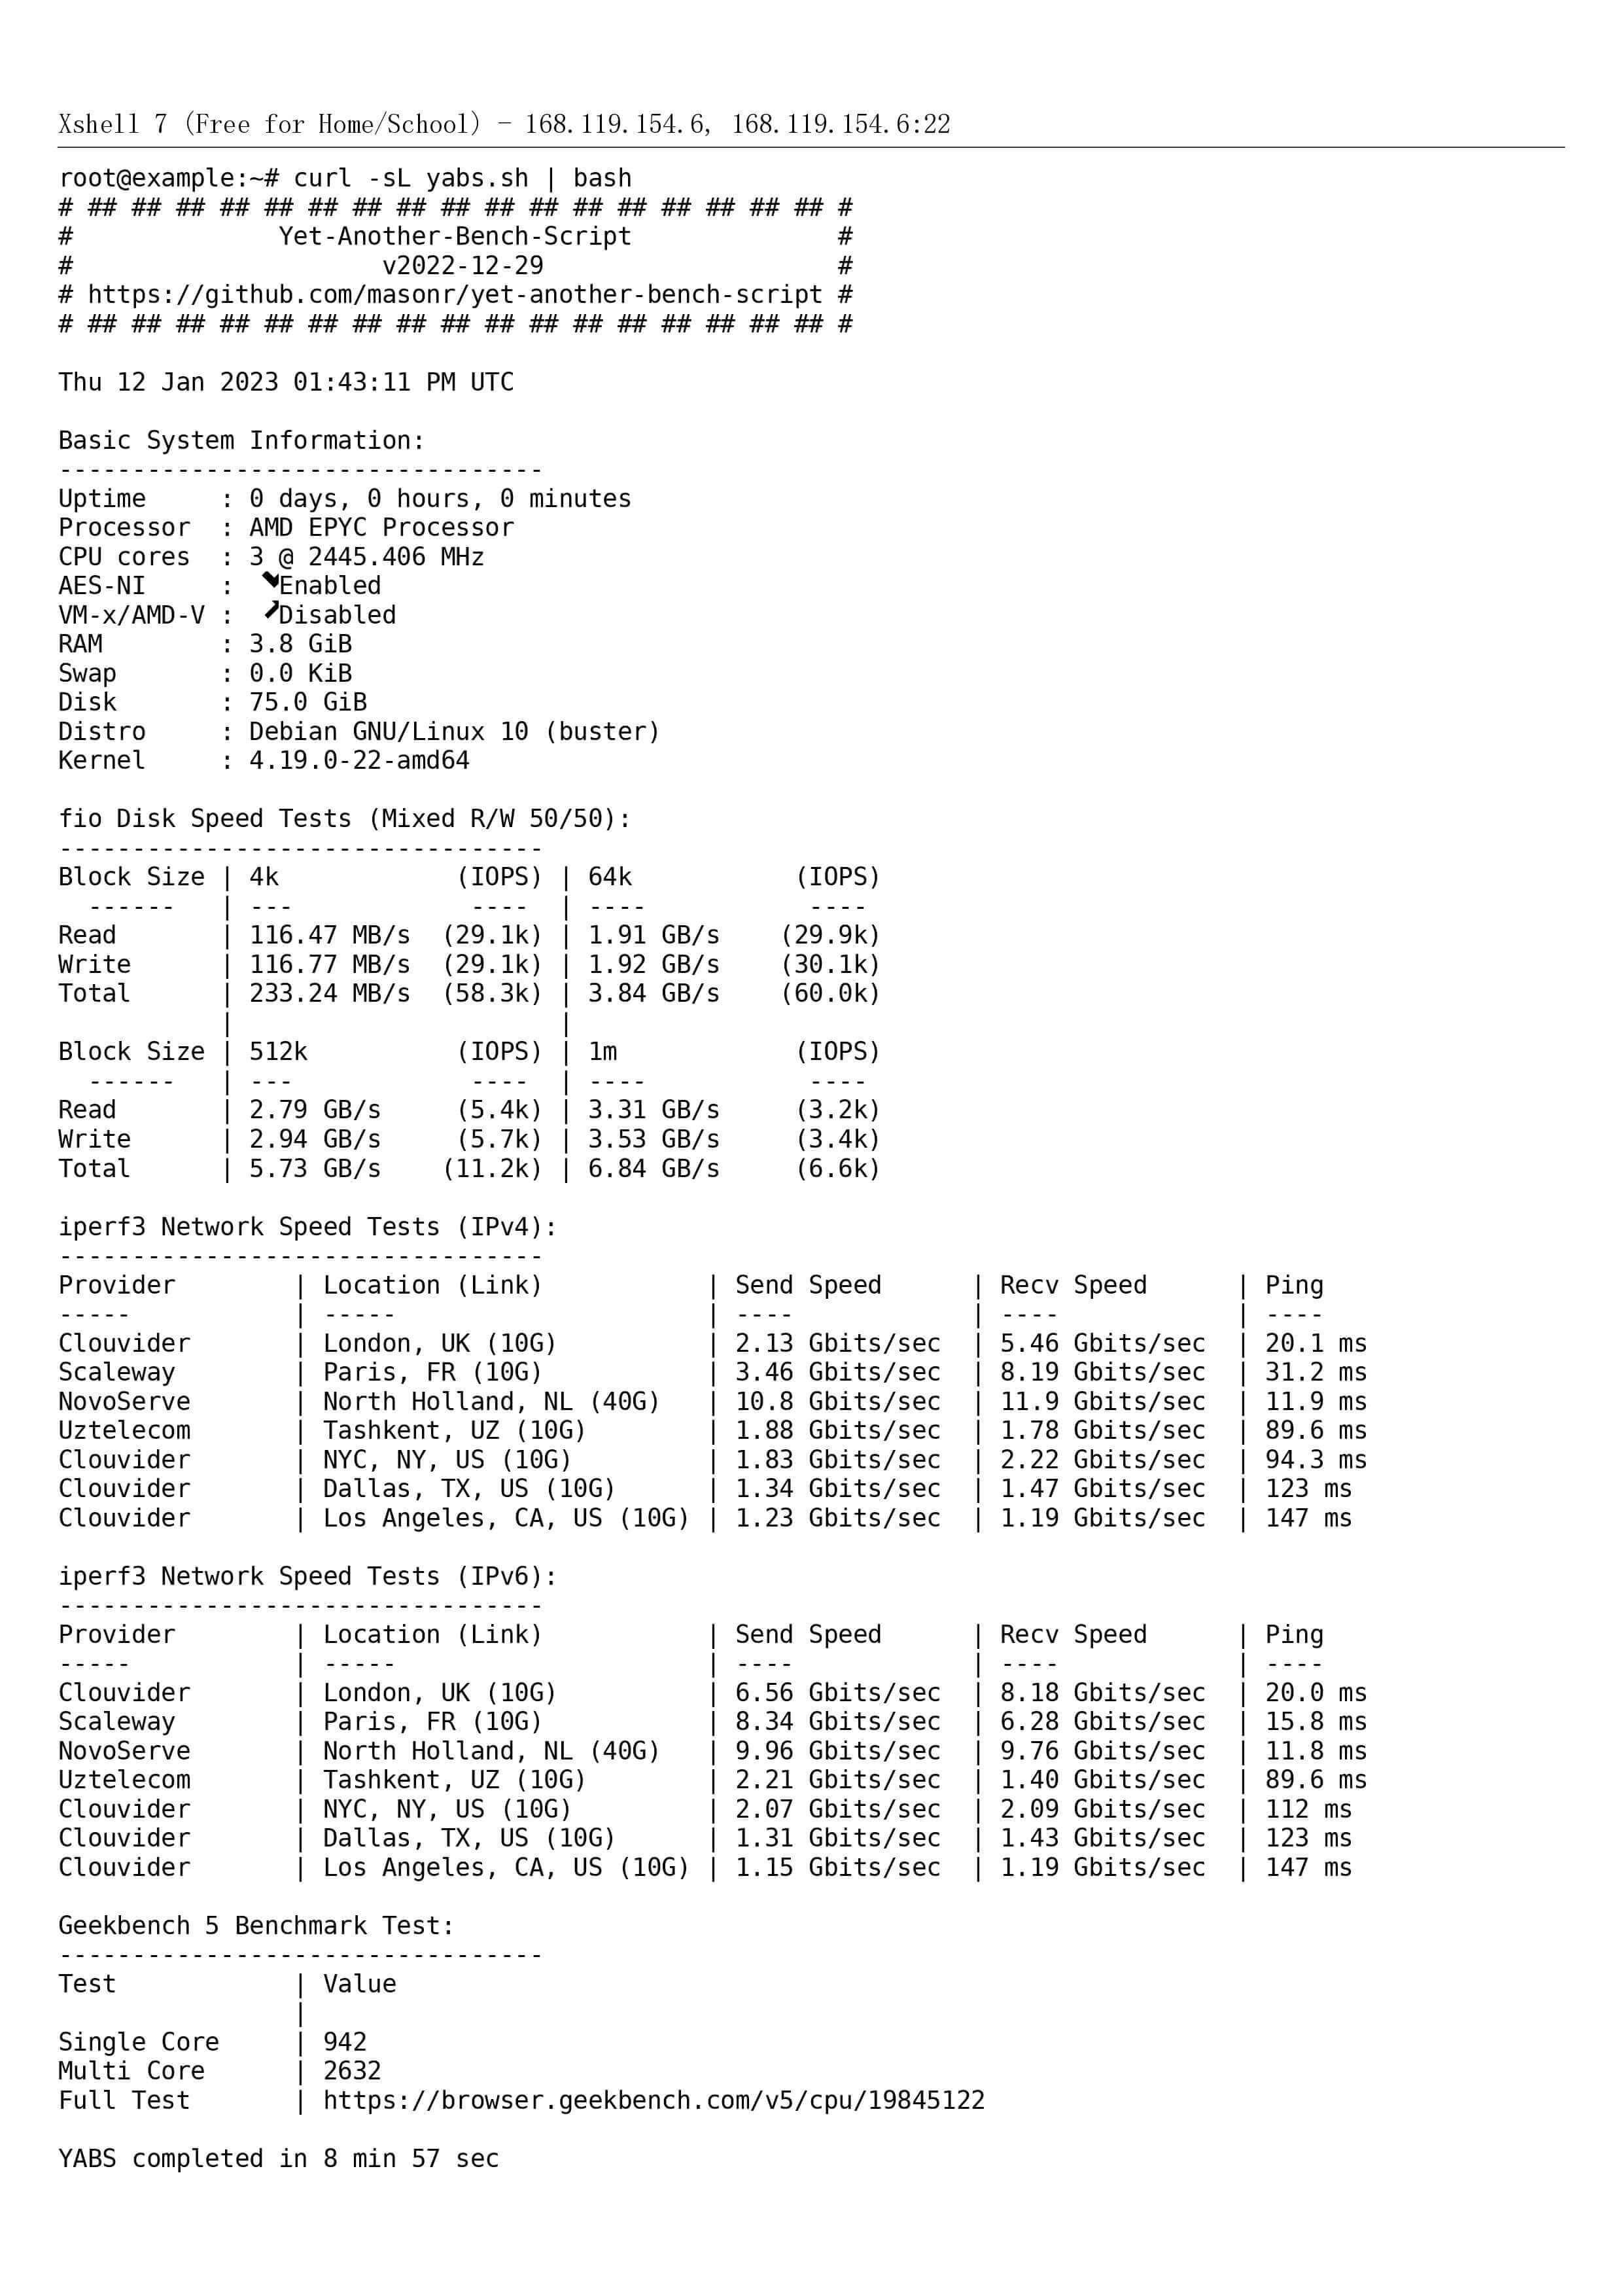 Xshell 7 (Free for Home/School) - 168.119.154.6, 168.119.154.6:22
root@example:~# curl -sL yabs.sh | bash
# ## ## ## ## ## ## ## ## ## ## ## ## ## ## ## ## ## #
#              Yet-Another-Bench-Script              #
#                     v2022-12-29                    #
# https://github.com/masonr/yet-another-bench-script #
# ## ## ## ## ## ## ## ## ## ## ## ## ## ## ## ## ## #
Thu 12 Jan 2023 01:43:11 PM UTC
Basic System Information:
---------------------------------
Uptime     : 0 days, 0 hours, 0 minutes
Processor  : AMD EPYC Processor
CPU cores  : 3 @ 2445.406 MHz
AES-NI     : Enabled
VM-x/AMD-V : Disabled
RAM        : 3.8 GiB
Swap       : 0.0 KiB
Disk       : 75.0 GiB
Distro     : Debian GNU/Linux 10 (buster)
Kernel     : 4.19.0-22-amd64
fio Disk Speed Tests (Mixed R/W 50/50):
---------------------------------
Block Size | 4k            (IOPS) | 64k           (IOPS)
  ------   | ---            ----  | ----           ----
Read       | 116.47 MB/s  (29.1k) | 1.91 GB/s    (29.9k)
Write      | 116.77 MB/s  (29.1k) | 1.92 GB/s    (30.1k)
Total      | 233.24 MB/s  (58.3k) | 3.84 GB/s    (60.0k)
           |                      |
Block Size | 512k          (IOPS) | 1m            (IOPS)
  ------   | ---            ----  | ----           ----
Read       | 2.79 GB/s     (5.4k) | 3.31 GB/s     (3.2k)
Write      | 2.94 GB/s     (5.7k) | 3.53 GB/s     (3.4k)
Total      | 5.73 GB/s    (11.2k) | 6.84 GB/s     (6.6k)
iperf3 Network Speed Tests (IPv4):
---------------------------------
Provider        | Location (Link)           | Send Speed      | Recv Speed      | Ping
-----           | -----                     | ----            | ----            | ----
Clouvider       | London, UK (10G)          | 2.13 Gbits/sec  | 5.46 Gbits/sec  | 20.1 ms
Scaleway        | Paris, FR (10G)           | 3.46 Gbits/sec  | 8.19 Gbits/sec  | 31.2 ms
NovoServe       | North Holland, NL (40G)   | 10.8 Gbits/sec  | 11.9 Gbits/sec  | 11.9 ms
Uztelecom       | Tashkent, UZ (10G)        | 1.88 Gbits/sec  | 1.78 Gbits/sec  | 89.6 ms
Clouvider       | NYC, NY, US (10G)         | 1.83 Gbits/sec  | 2.22 Gbits/sec  | 94.3 ms
Clouvider       | Dallas, TX, US (10G)      | 1.34 Gbits/sec  | 1.47 Gbits/sec  | 123 ms
Clouvider       | Los Angeles, CA, US (10G) | 1.23 Gbits/sec  | 1.19 Gbits/sec  | 147 ms
iperf3 Network Speed Tests (IPv6):
---------------------------------
Provider        | Location (Link)           | Send Speed      | Recv Speed      | Ping
-----           | -----                     | ----            | ----            | ----
Clouvider       | London, UK (10G)          | 6.56 Gbits/sec  | 8.18 Gbits/sec  | 20.0 ms
Scaleway        | Paris, FR (10G)           | 8.34 Gbits/sec  | 6.28 Gbits/sec  | 15.8 ms
NovoServe       | North Holland, NL (40G)   | 9.96 Gbits/sec  | 9.76 Gbits/sec  | 11.8 ms
Uztelecom       | Tashkent, UZ (10G)        | 2.21 Gbits/sec  | 1.40 Gbits/sec  | 89.6 ms
Clouvider       | NYC, NY, US (10G)         | 2.07 Gbits/sec  | 2.09 Gbits/sec  | 112 ms
Clouvider       | Dallas, TX, US (10G)      | 1.31 Gbits/sec  | 1.43 Gbits/sec  | 123 ms
Clouvider       | Los Angeles, CA, US (10G) | 1.15 Gbits/sec  | 1.19 Gbits/sec  | 147 ms
Geekbench 5 Benchmark Test:
---------------------------------
Test            | Value
                |
Single Core     | 942
Multi Core      | 2632
Full Test       | https://browser.geekbench.com/v5/cpu/19845122
YABS completed in 8 min 57 sec